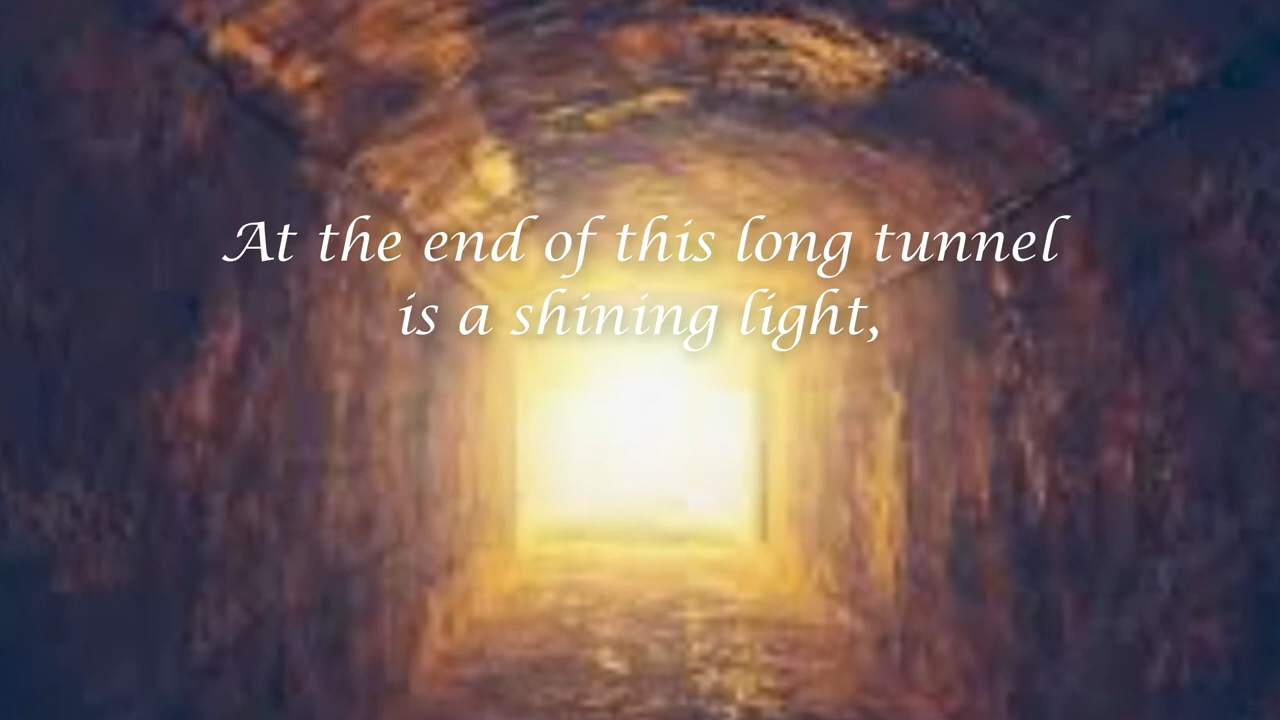 At the end of this long tunnel
is a shining light,